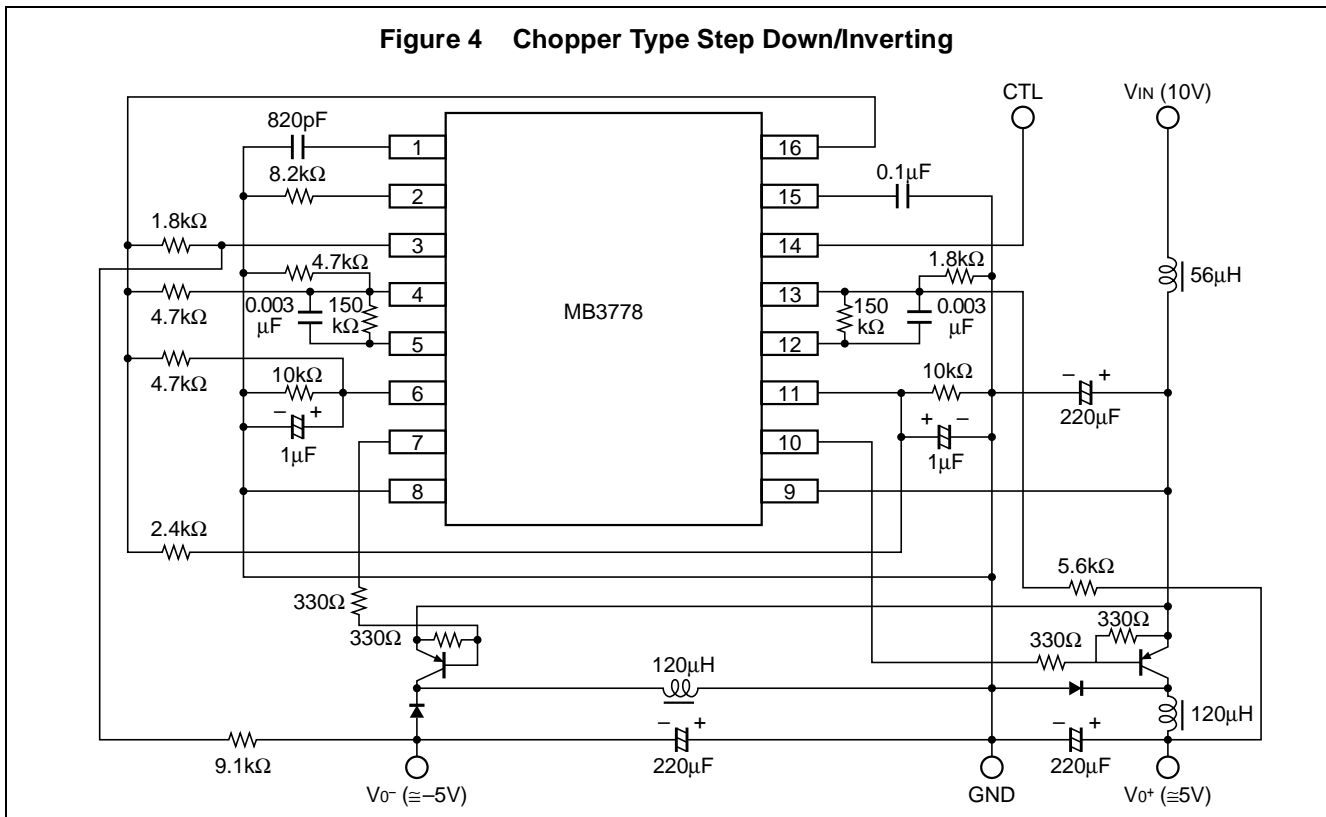 Figure 4 Chopper Type Step Down/Inverting
CTL
VIN (10V)
820pF
1
16
8.2kΩ
0.1µF
2
15
1.8kΩ
3
14
4.7kΩ
1.8kΩ
56µH
4
13
4.7kΩ
0.003
µF
150
kΩ
MB3778
150
kΩ
0.003
µF
5
12
4.7kΩ
10kΩ
6
11
10kΩ
– +
220µF
– +
1µF
7
10
+ –
1µF
8
9
2.4kΩ
5.6kΩ
330Ω
330Ω
330Ω
330Ω
120µH
120µH
9.1kΩ
– +
220µF
– +
220µF
V0– (≅–5V)
GND
V0+ (≅5V)